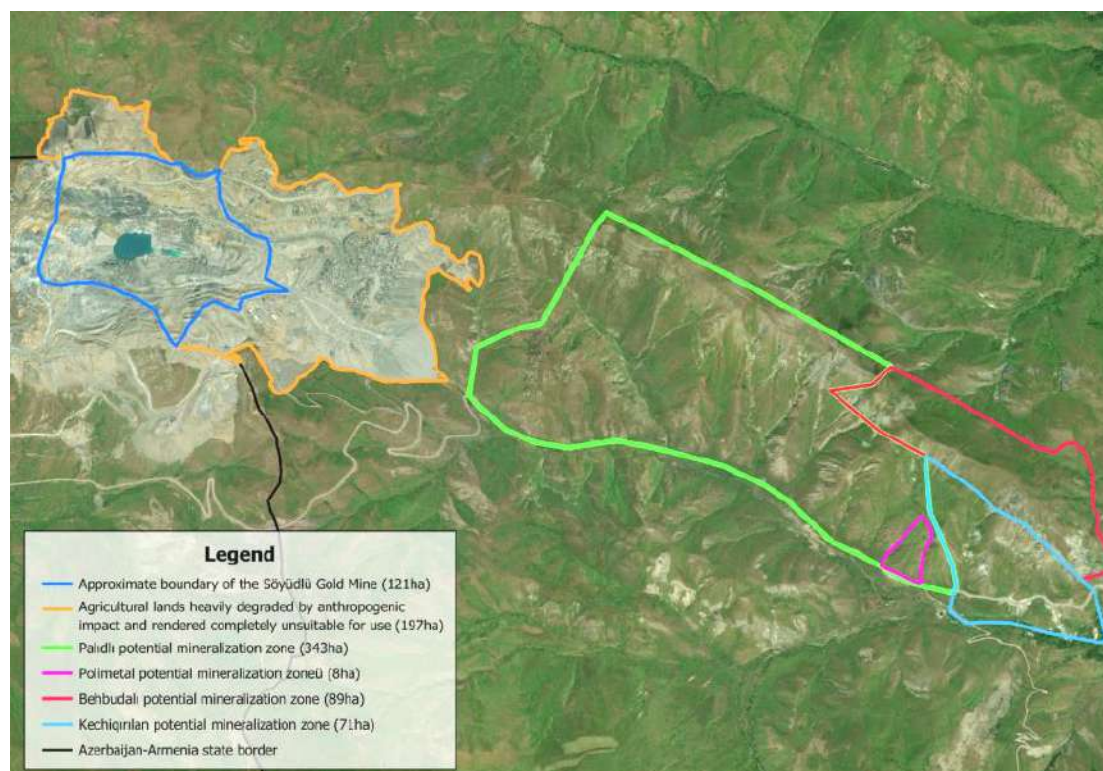 Legend
Approximate boundary of the Söyüdlü Gold Mine (121ha)
Agricultural lands heavily degraded by anthropogenic
impact and rendered completely unsuitable for use (197ha)
Palıdlı potential mineralization zone (343ha)
Polimetal potential mineralization zoneü (8ha)
Behbudalı potential mineralization zone (89ha)
Kechiqırılan potential mineralization zone (71ha)
Azerbaijan-Armenia state border